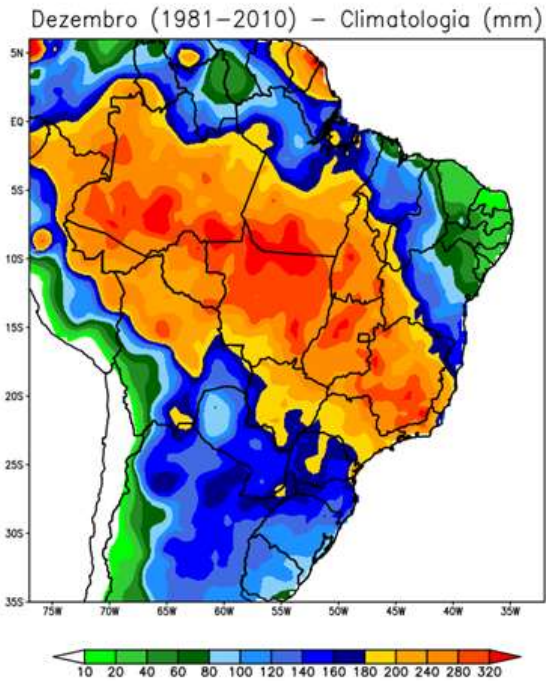 Dezembro (1981-2010) - Climatologia (mm)
5N
EQ
5S
10S
15S
20S
25S
30S
35S
75W 70W 65W 60W 55W 50W 45W 40W 35W
10 20 40 60 80 100 120 140 160 180 200 240 280 320